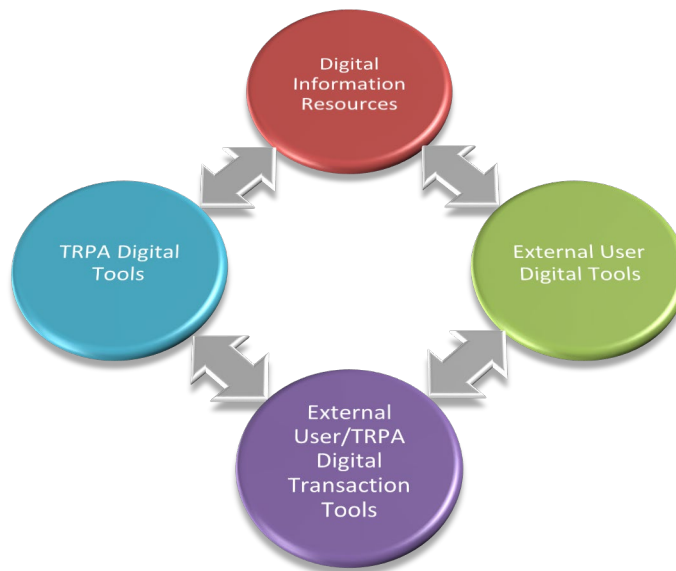 Digital
Information
Resources
TRPA Digital
Tools
External User
Digital Tools
External
User/TRPA
Digital
Transaction
Tools